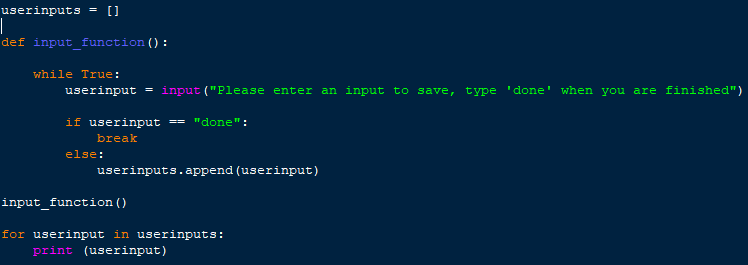 userinputs = []
def input_function():
    while True:
        userinput = input("Please enter an input to save, type 'done' when you are finished")
        if userinput == "done":
            break
        else:
            userinputs.append(userinput)
input_function()
for userinput in userinputs:
    print (userinput)